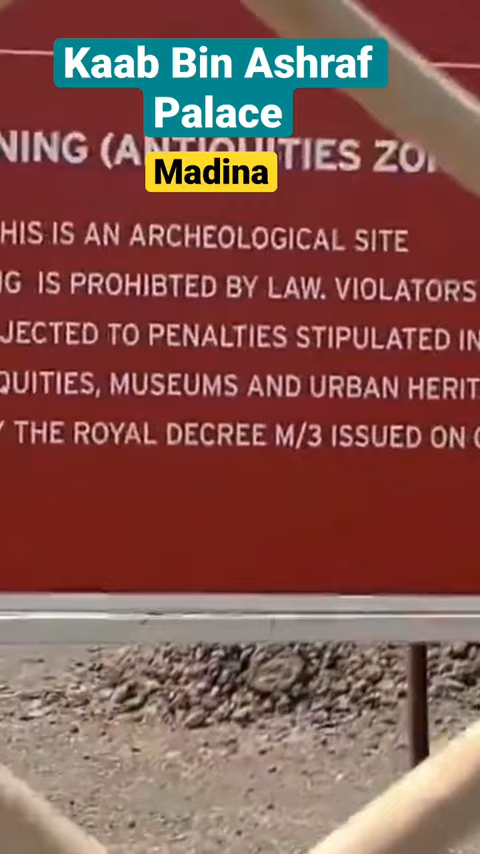 Kaab Bin Ashraf
Palace
NING (ANTIQUITIES ZO
Madina
HIS IS AN ARCHEOLOGICAL SITE
G IS PROHIBTED BY LAW. VIOLATORS
JECTED TO PENALTIES STIPULATED IN
QUITIES, MUSEUMS AND URBAN HERIT
THE ROYAL DECREE M/3 ISSUED ON